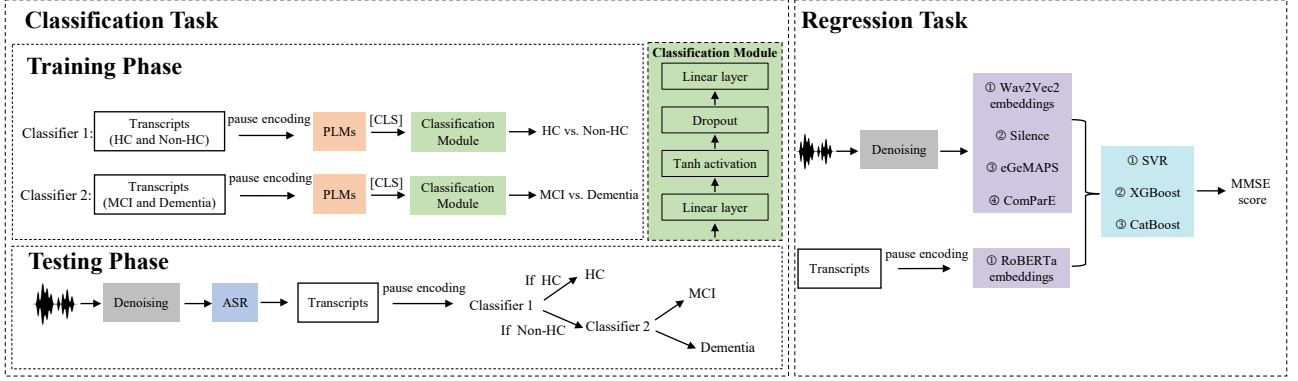 Classification Task
Training Phase
Classifier 1:
Transcripts
(HC and Non-HC)
pause encoding
PLMs
[CLS]
Classification
Module
HC vs. Non-HC
Classifier 2:
Transcripts
(MCI and Dementia)
pause encoding
PLMs
[CLS]
Classification
Module
MCI vs. Dementia
Classification Module
Linear layer
Dropout
Tanh activation
Linear layer
Testing Phase
Denoising
ASR
Transcripts
pause encoding
Classifier 1
If HC
HC
If Non-HC
Classifier 2
MCI
Dementia
Regression Task
Denoising
① Wav2Vec2
embeddings
② Silence
③ eGeMAPS
④ ComParE
Transcripts
pause encoding
① RoBERTa
embeddings
① SVR
② XGBoost
③ CatBoost
MMSE
score